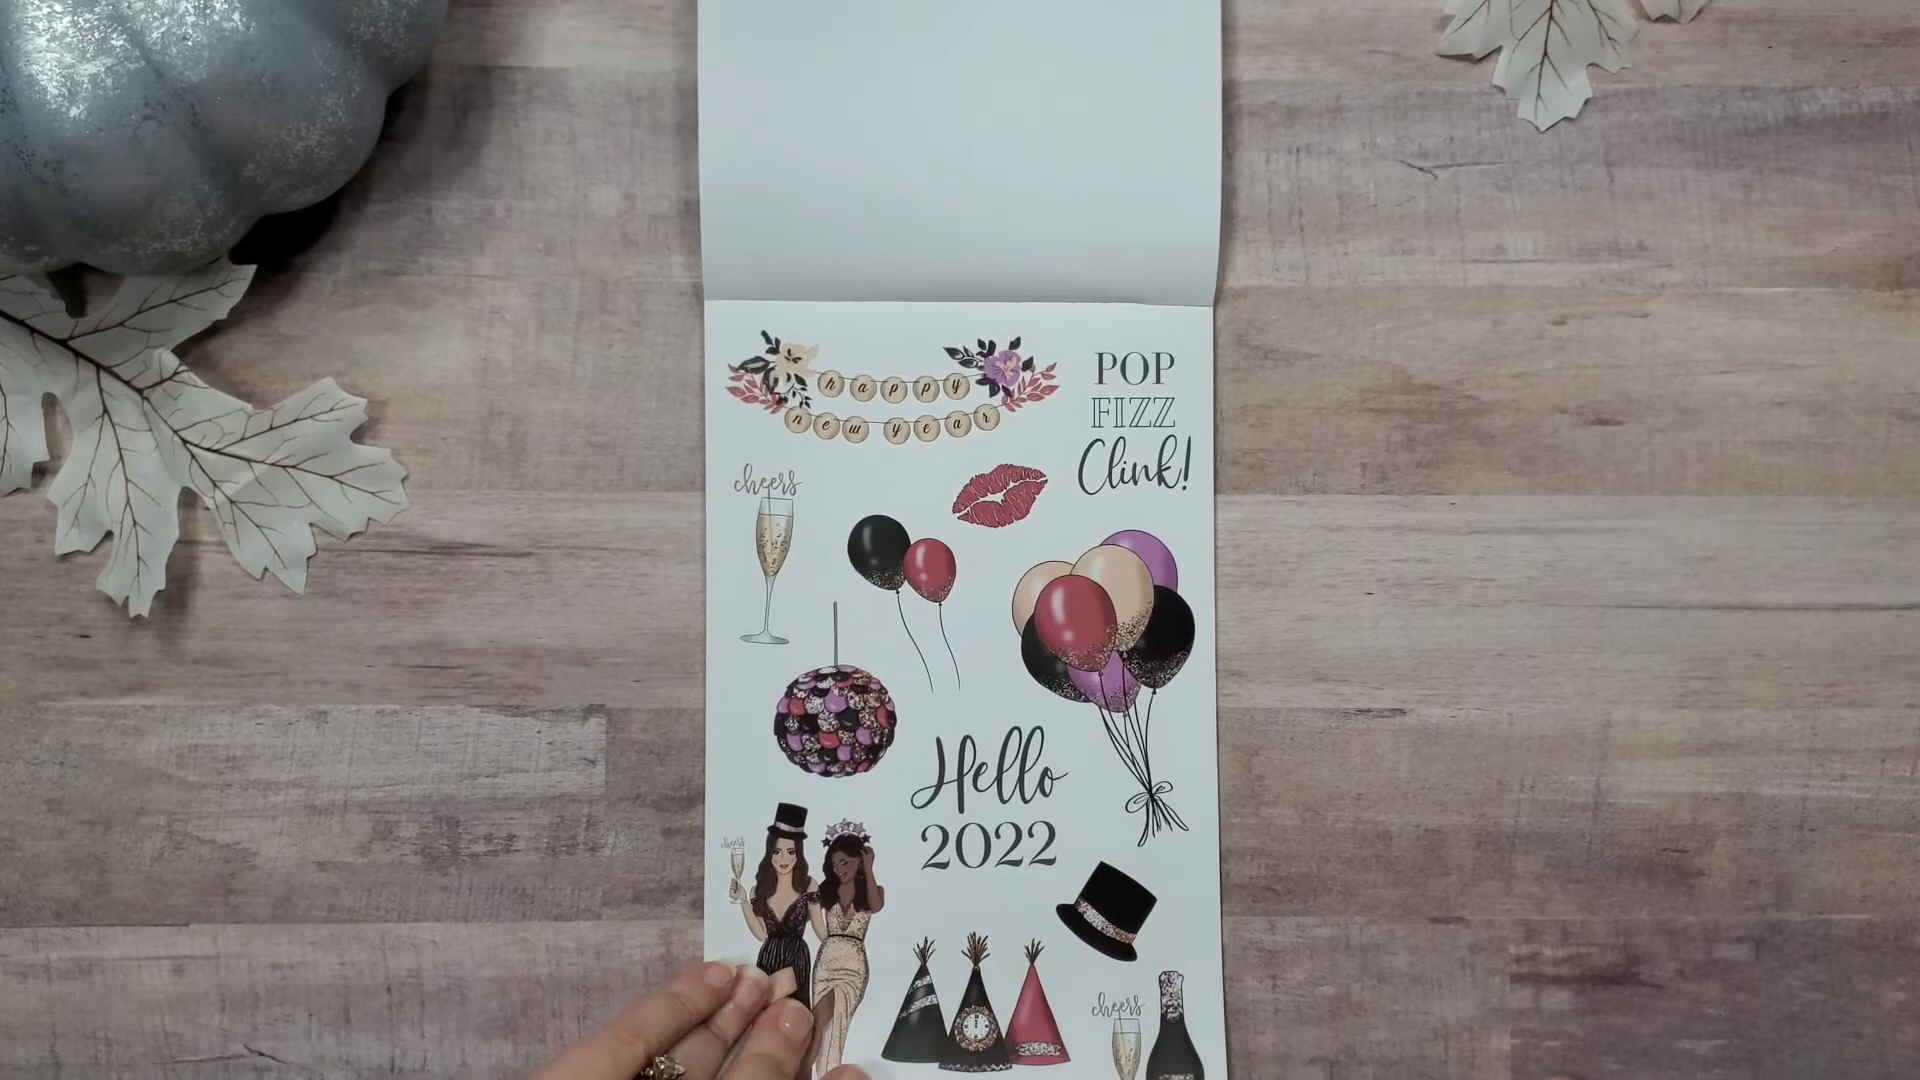 happy
new year
POP
FIZZ
Clink!
cheers
Hello
2022
cheers
cheers